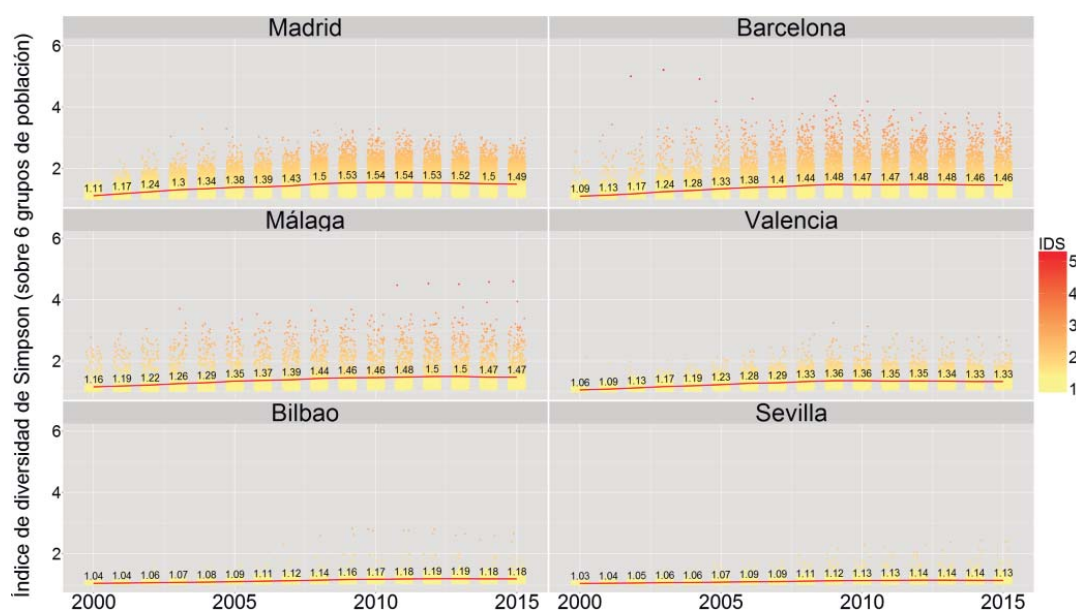 Índice de diversidad de Simpson (sobre 6 grupos de población)
Madrid
Barcelona
6
4
2
1.11 1.17 1.24 1.3 1.34 1.38 1.39 1.43 1.5 1.53 1.54 1.54 1.53 1.52 1.5 1.49
1.09 1.13 1.17 1.24 1.28 1.33 1.38 1.4 1.44 1.48 1.47 1.47 1.48 1.48 1.46 1.46
Málaga
Valencia
6
4
2
1.16 1.19 1.22 1.26 1.29 1.35 1.37 1.39 1.44 1.46 1.46 1.48 1.5 1.5 1.47 1.47
1.06 1.09 1.13 1.17 1.19 1.23 1.28 1.29 1.33 1.36 1.36 1.35 1.35 1.34 1.33 1.33
IDS
5
4
3
2
1
Bilbao
Sevilla
6
4
2
1.04 1.04 1.06 1.07 1.08 1.09 1.11 1.12 1.14 1.16 1.17 1.18 1.19 1.19 1.18 1.18
1.03 1.04 1.05 1.06 1.06 1.07 1.09 1.09 1.11 1.12 1.13 1.13 1.14 1.14 1.14 1.13
2000 2005 2010 2015
2000 2005 2010 2015